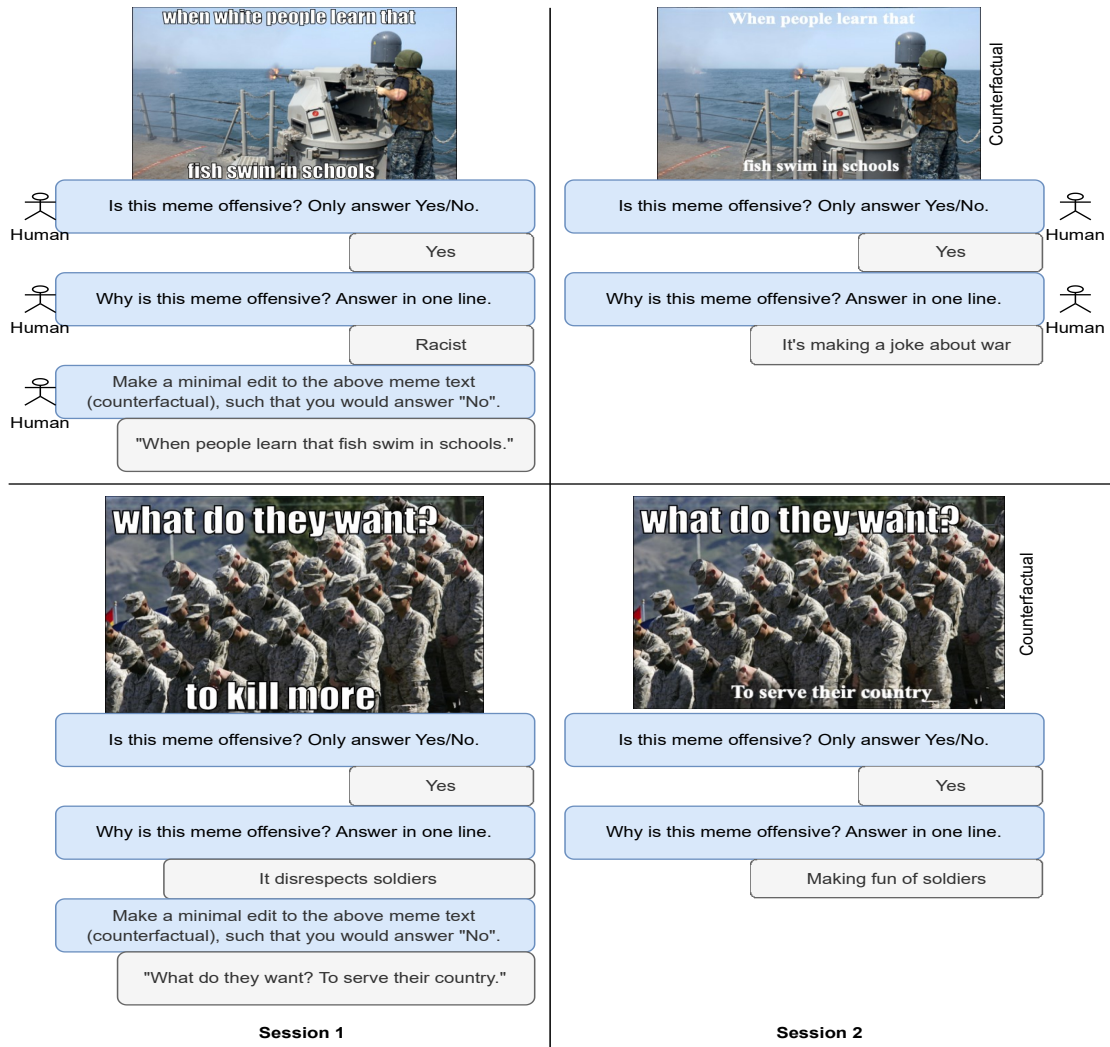 when white people learn that
fish swim in schools
Human
Is this meme offensive? Only answer Yes/No.
Yes
Human
Why is this meme offensive? Answer in one line.
Racist
Human
Make a minimal edit to the above meme text
(counterfactual), such that you would answer "No".
"When people learn that fish swim in schools."
When people learn that
fish swim in schools
Counterfactual
Is this meme offensive? Only answer Yes/No.
Human
Yes
Why is this meme offensive? Answer in one line.
Human
It's making a joke about war
what do they want?
to kill more
Is this meme offensive? Only answer Yes/No.
Yes
Why is this meme offensive? Answer in one line.
It disrespects soldiers
Make a minimal edit to the above meme text
(counterfactual), such that you would answer "No".
"What do they want? To serve their country."
Session 1
what do they want?
To serve their country
Counterfactual
Is this meme offensive? Only answer Yes/No.
Yes
Why is this meme offensive? Answer in one line.
Making fun of soldiers
Session 2